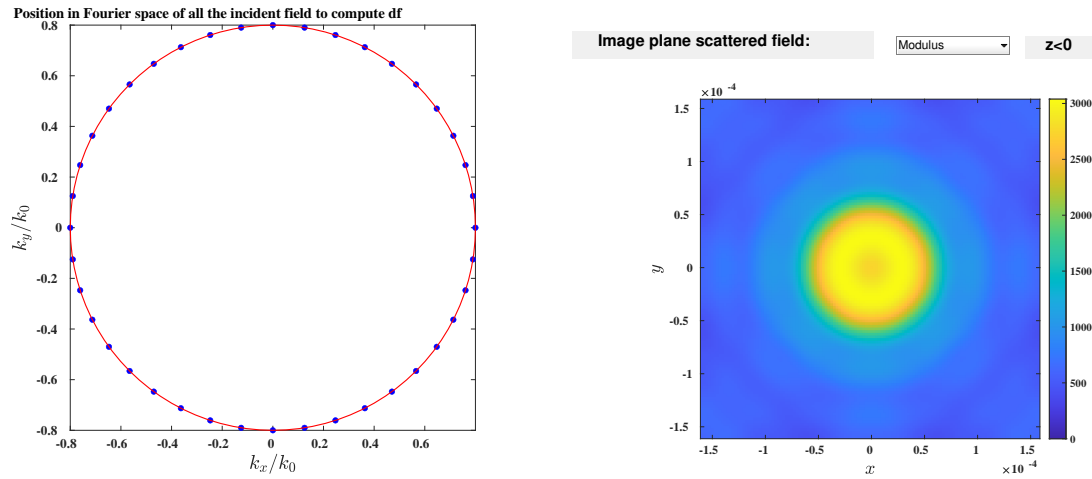 Position in Fourier space of all the incident field to compute df
0.8
0.6
0.4
0.2
0
-0.2
-0.4
-0.6
-0.8
k_y/k_0
-0.8 -0.6 -0.4 -0.2 0 0.2 0.4 0.6
k_x/k_0
Image plane scattered field:
Modulus
z<0
×10 -4
1.5
1
0.5
0
-0.5
-1
-1.5
y
-1.5 -1 -0.5 0 0.5 1 1.5
x
×10 -4
3000
2500
2000
1500
1000
500
0